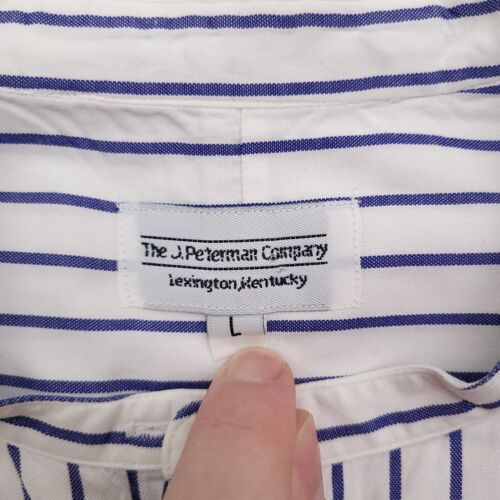 The J. Peterman Company
Lexington, Kentucky
L